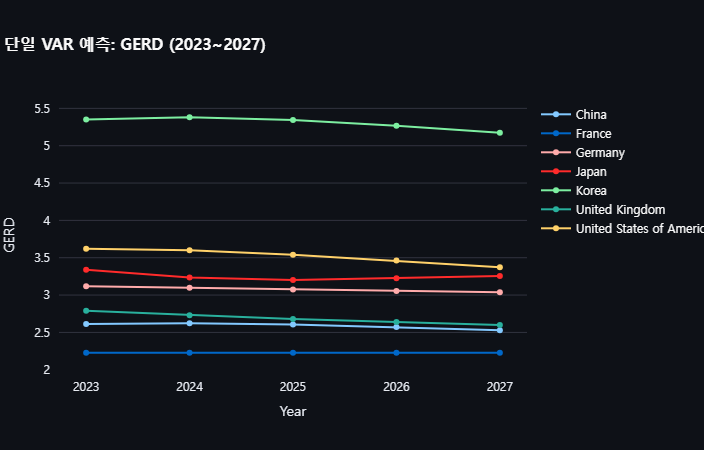 단일 VAR 예측: GERD (2023~2027)
5.5
5
4.5
4
3.5
3
2.5
2
GERD
2023 2024 2025 2026 2027
Year
China
France
Germany
Japan
Korea
United Kingdom
United States of Americ